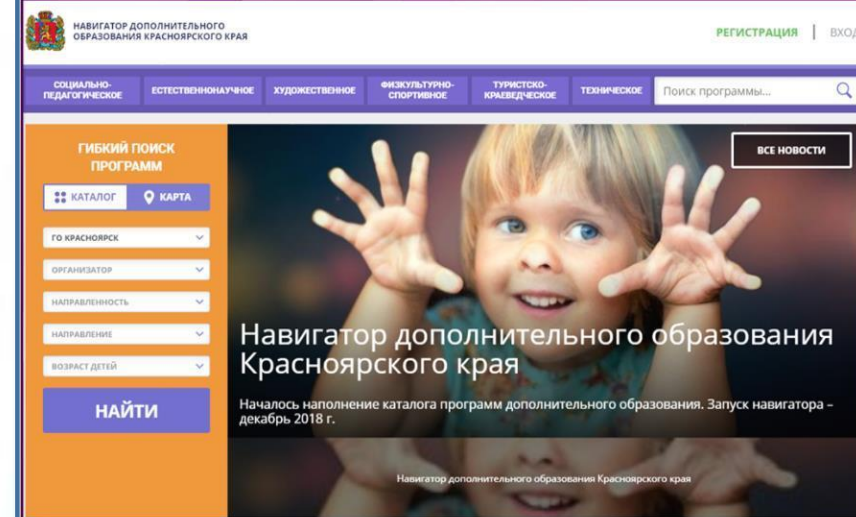 НАВИГАТОР ДОПОЛНИТЕЛЬНОГО
ОБРАЗОВАНИЯ КРАСНОЯРСКОГО КРАЯ
РЕГИСТРАЦИЯ
ВХОД
СОЦИАЛЬНО-
ПЕДАГОГИЧЕСКОЕ
ЕСТЕСТВЕННОНАУЧНОЕ
ХУДОЖЕСТВЕННОЕ
ФИЗКУЛЬТУРНО-
СПОРТИВНОЕ
ТУРИСТСКО-
КРАЕВЕДЧЕСКОЕ
ТЕХНИЧЕСКОЕ
Поиск программы...
ГИБКИЙ ПОИСК
ПРОГРАММ
КАТАЛОГ
КАРТА
ГО КРАСНОЯРСК
ОРГАНИЗАТОР
НАПРАВЛЕННОСТЬ
НАПРАВЛЕНИЕ
ВОЗРАСТ ДЕТЕЙ
НАЙТИ
ВСЕ НОВОСТИ
Навигатор дополнительного образования
Красноярского края
Началось наполнение каталога программ дополнительного образования. Запуск навигатора –
декабрь 2018 г.
Навигатор дополнительного образования Красноярского края